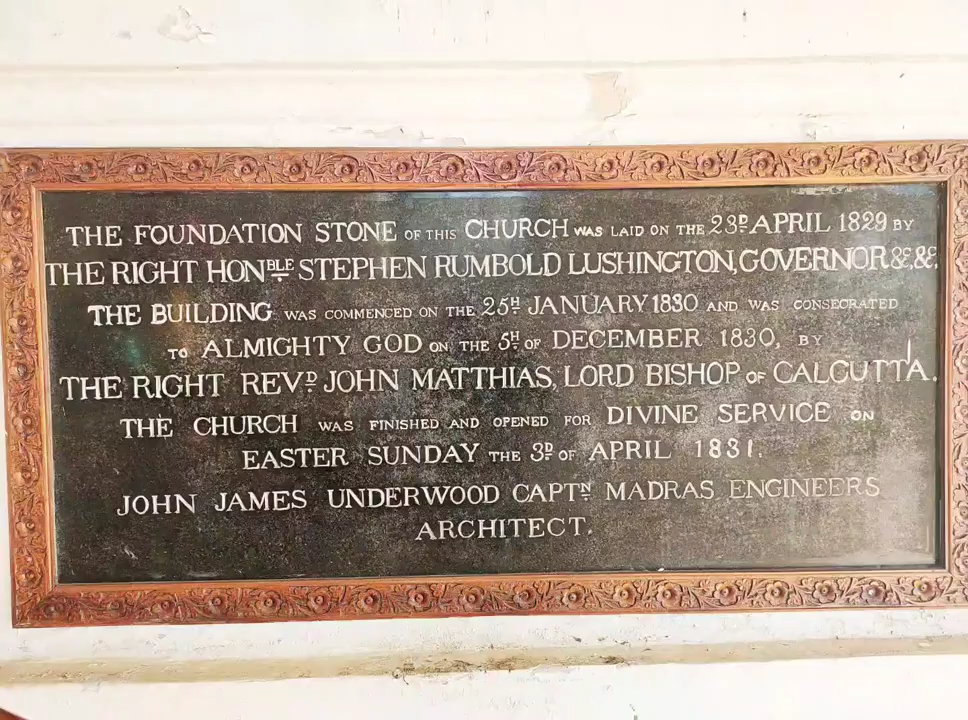 THE FOUNDATION STONE OF THIS CHURCH WAS LAID ON THE 23D APRIL 1829 BY
THE RIGHT HONBLE STEPHEN RUMBOLD LUSHINGTON, GOVERNOR &C, &C,
THE BUILDING WAS COMMENCED ON THE 25H JANUARY 1830 AND WAS CONSECRATED
TO ALMIGHTY GOD ON THE 5H OF DECEMBER 1830, BY
THE RIGHT REVD JOHN MATTHIAS, LORD BISHOP OF CALCUTTA.
THE CHURCH WAS FINISHED AND OPENED FOR DIVINE SERVICE ON
EASTER SUNDAY THE 3D OF APRIL 1831.
JOHN JAMES UNDERWOOD CAPTN MADRAS ENGINEERS
ARCHITECT.